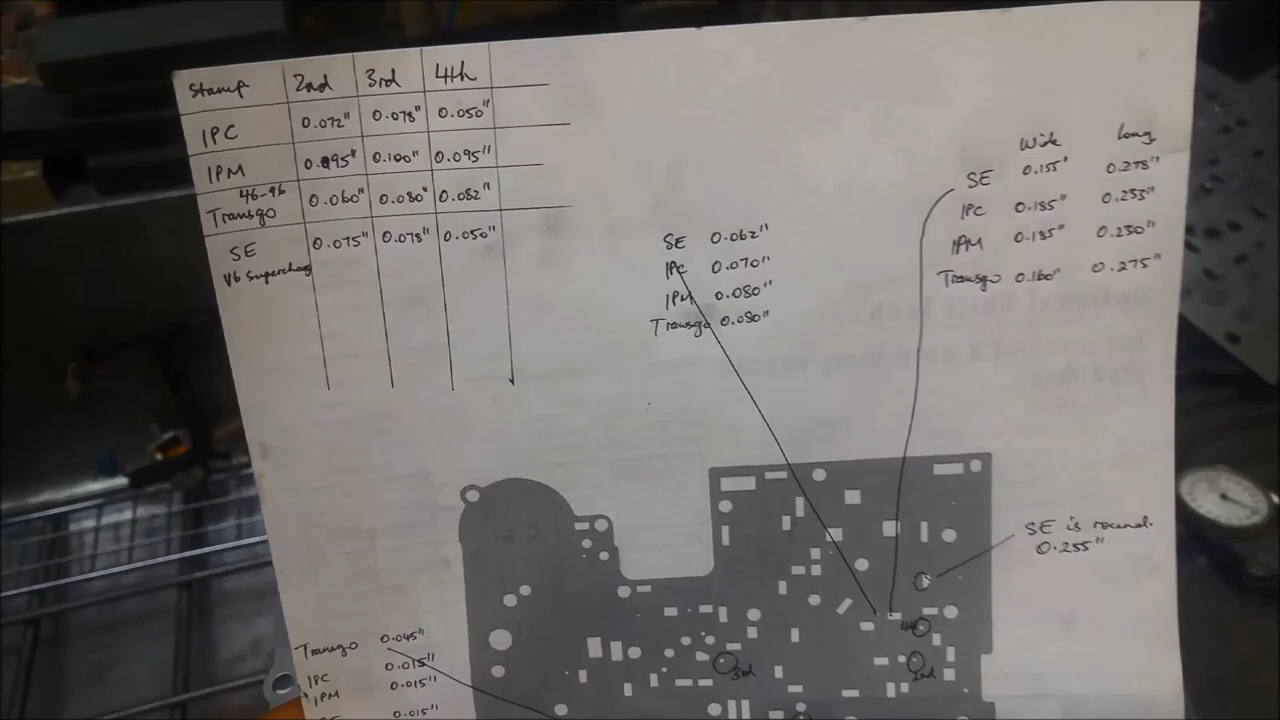 Stamp 2nd 3rd 4th
IPC 0.072" 0.078" 0.050"
IPM 0.095" 0.100" 0.095"
46-96
Transgo 0.060" 0.080" 0.082"
SE 0.075" 0.078" 0.050"
V6 Supercharg
SE 0.062"
IPC 0.070"
IPM 0.080"
Transgo 0.080"
Wide Long
SE 0.155" 0.278"
IPC 0.185" 0.253"
IPM 0.185" 0.250"
Transgo 0.160" 0.275"
SE is round.
0.255"
4th
2nd
3rd
Transgo 0.045"
IPC 0.015"
IPM 0.015"
0.015"